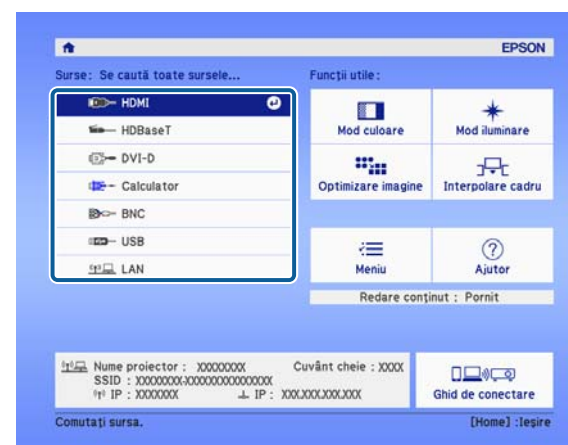 EPSON
Surse: Se caută toate sursele...
HDMI
HDBaseT
DVI-D
Calculator
BNC
USB
LAN
Funcții utile:
Mod culoare
Mod iluminare
Optimizare imagine
Interpolare cadru
Meniu
Ajutor
Redare conținut : Pornit
Nume proiector : XXXXXXXX
Cuvânt cheie : XXXX
SSID : XXXXXXXX-XXXXXXXXXXXXXXX
IP : XXXXXXX
IP : XXX.XXX.XXX.XXX
Ghid de conectare
Comutați sursa.
[Home] :Ieșire